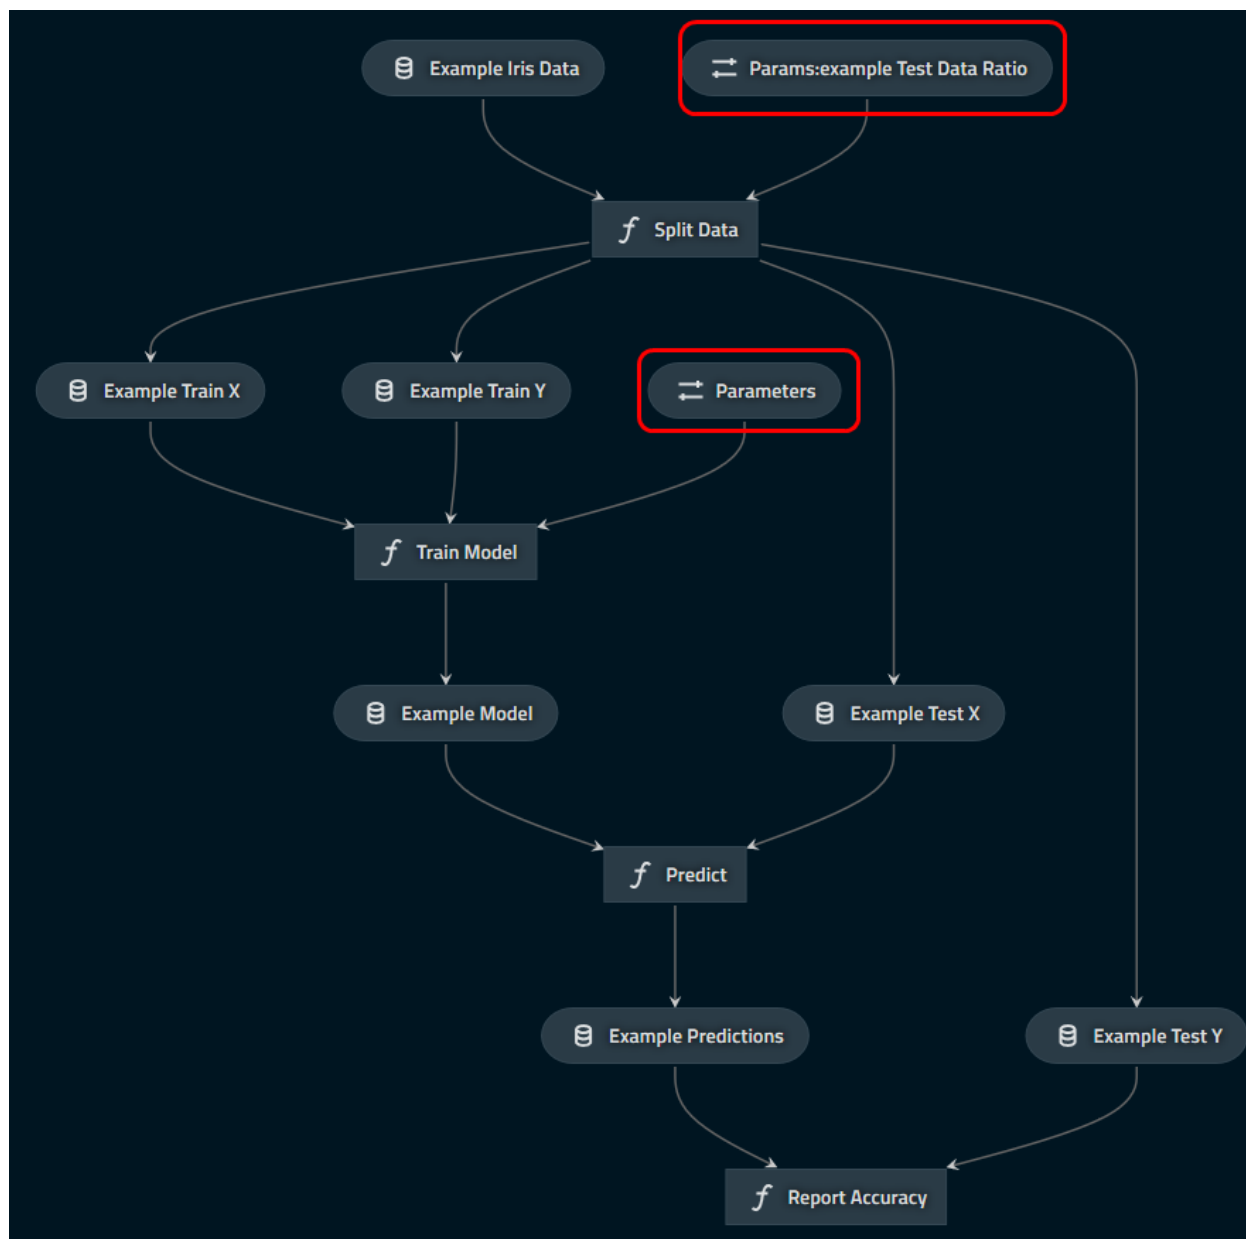 Example Iris Data
Params:example Test Data Ratio
Split Data
Example Train X
Example Train Y
Parameters
Train Model
Example Model
Example Test X
Predict
Example Predictions
Example Test Y
Report Accuracy